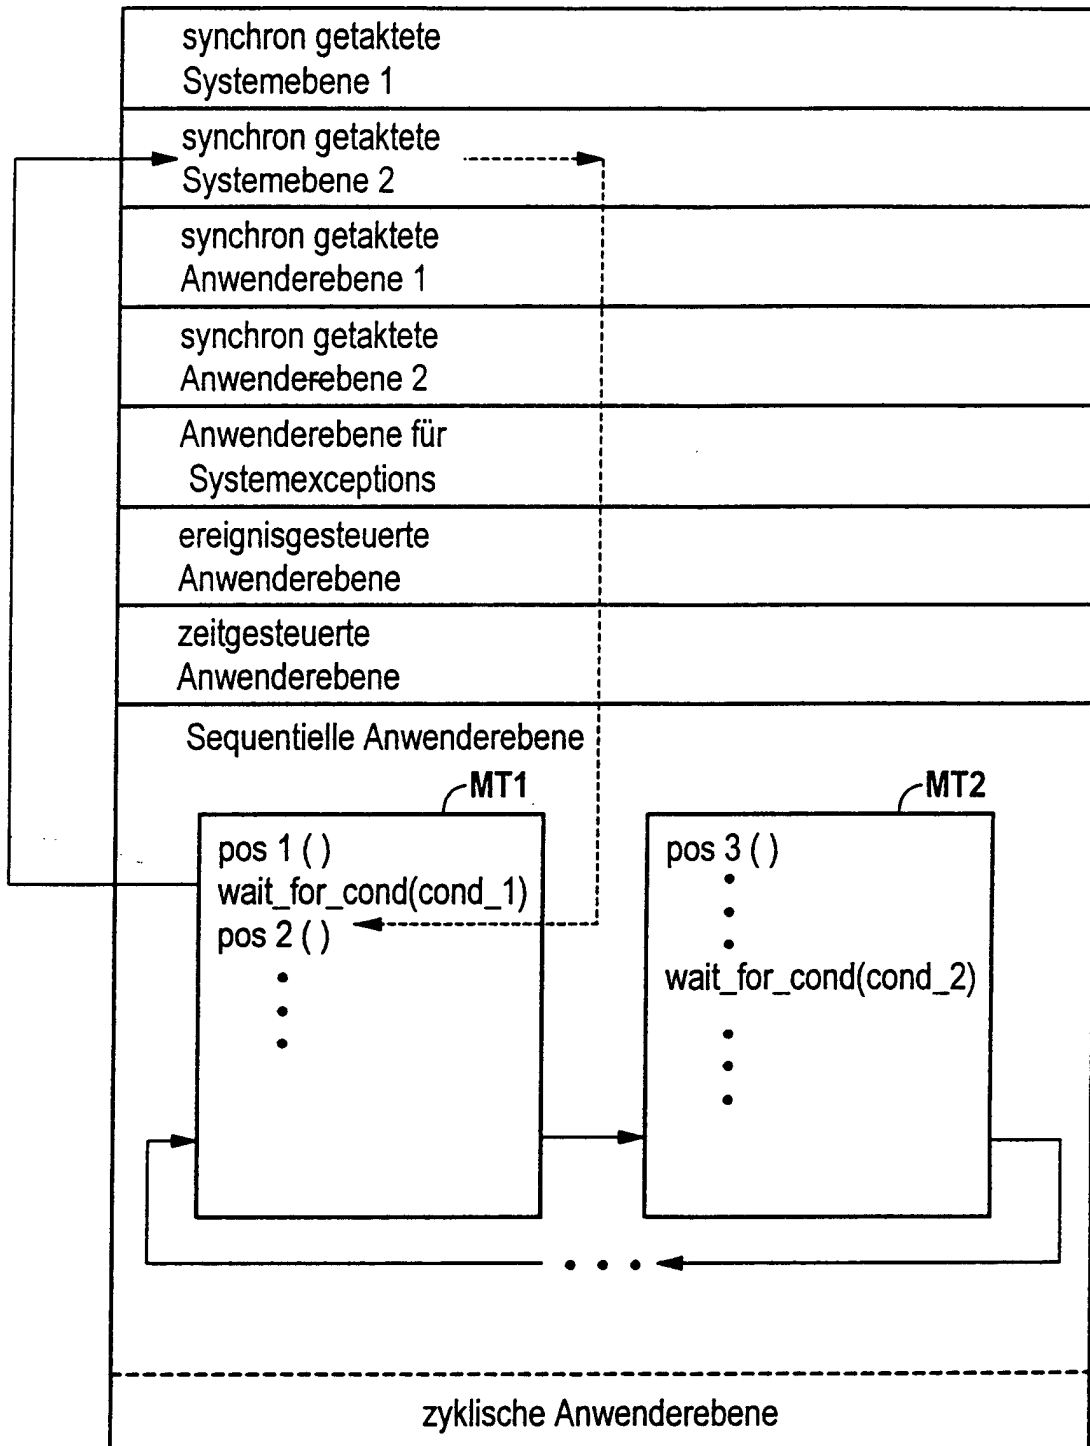 synchron getaktete
Systemebene 1
synchron getaktete
Systemebene 2
synchron getaktete
Anwenderebene 1
synchron getaktete
Anwenderebene 2
Anwenderebene für
Systemexceptions
ereignisgesteuerte
Anwenderebene
zeitgesteuerte
Anwenderebene
Sequentielle Anwenderebene
MT1
pos 1 ( )
wait_for_cond(cond_1)
pos 2 ( )
MT2
pos 3 ( )
wait_for_cond(cond_2)
zyklische Anwenderebene